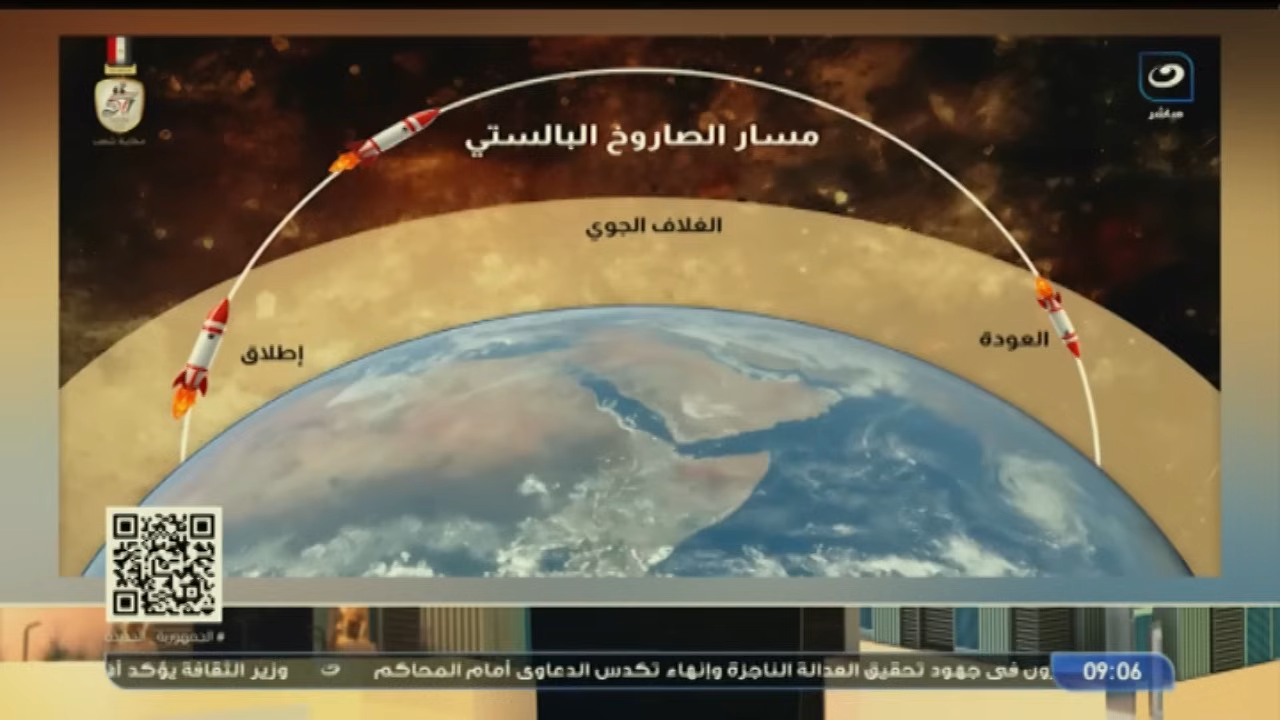 مباشر
مسار الصاروخ البالستي
الغلاف الجوي
إطلاق
العودة
# الجمهورية_الجديدة
09:06
ون فى جهود تحقيق العدالة الناجزة وإنهاء تكدس الدعاوى أمام المحاكم
وزير الثقافة يؤكد أ